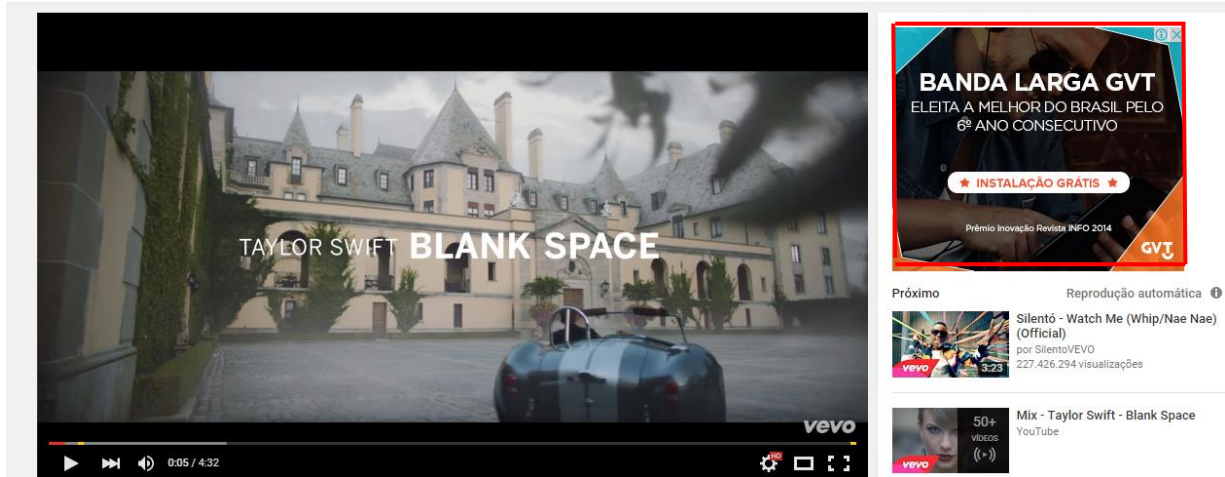 TAYLOR SWIFT BLANK SPACE
vevo
0:05 / 4:32
HD
BANDA LARGA GVT
ELEITA A MELHOR DO BRASIL PELO
6º ANO CONSECUTIVO
★ INSTALAÇÃO GRÁTIS ★
Prêmio Inovação Revista INFO 2014
GVT
Próximo
Reprodução automática
vevo
3:23
Silentó - Watch Me (Whip/Nae Nae)
(Official)
por SilentoVEVO
227.426.294 visualizações
vevo
50+
VÍDEOS
Mix - Taylor Swift - Blank Space
YouTube